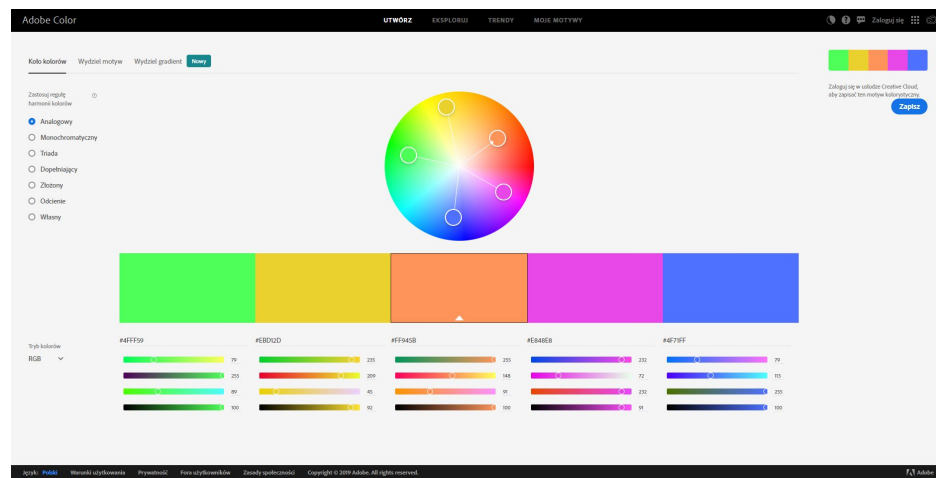 Adobe Color
UTWÓRZ EKSPLORUJ TRENDY MOJE MOTYWY
Zaloguj się
Koło kolorów Wydziel motyw Wydziel gradient Nowy
Zastosuj regułę
harmonii kolorów
Analogowy
Monochromatyczny
Triada
Dopełniający
Złożony
Odcienie
Własny
Zaloguj się w usłudze Creative Cloud,
aby zapisać ten motyw kolorystyczny.
Zapisz
Tryb kolorów
RGB
#4FFF59 #EBD12D #FF945B #E848E8 #4F71FF
79 235 255 232 79
255 209 148 72 113
89 45 91 232 255
100 92 100 91 100
Język: Polski Warunki użytkowania Prywatność Fora użytkowników Zasady społeczności Copyright © 2019 Adobe. All rights reserved.
Adobe